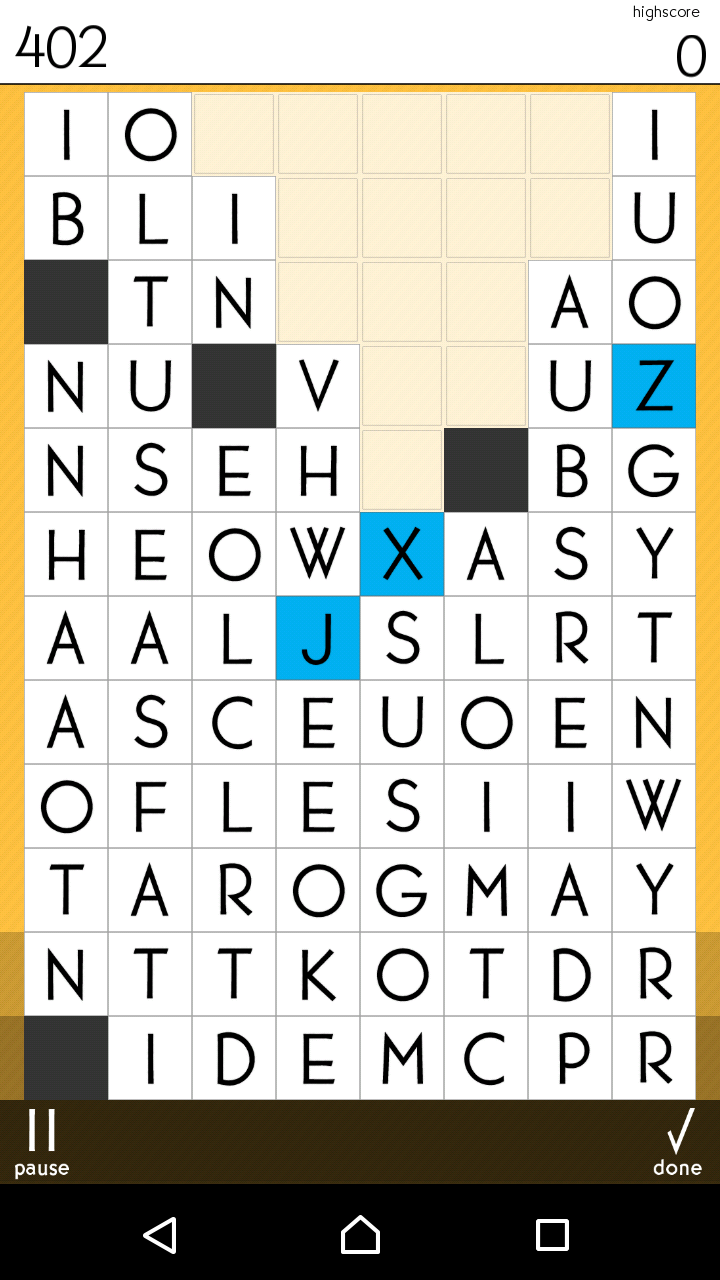 highscore
402 0
I O I
B L I U
T N A O
N U V U Z
N S E H B G
H E O W X A S Y
A A L J S L R T
A S C E U O E N
O F L E S I I W
T A R O G M A Y
N T T K O T D R
I D E M C P R
pause done